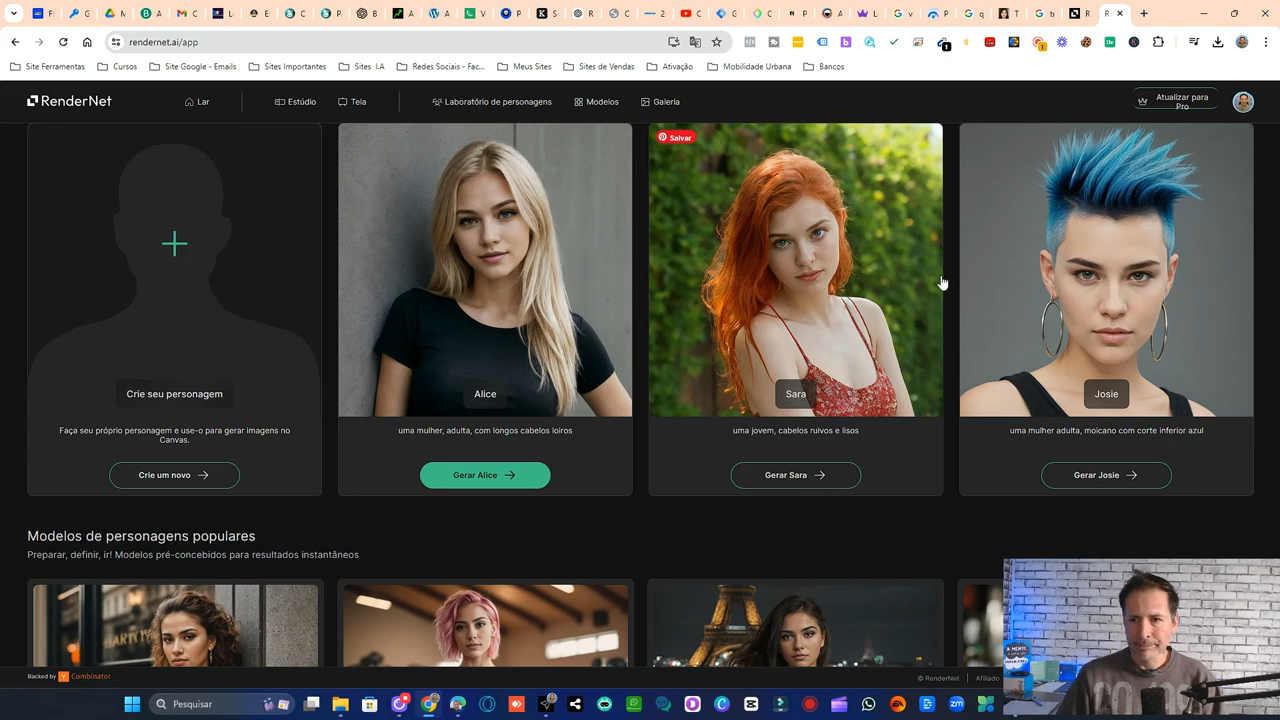 rendernet.ai/app
Site Ferramentas
Cursos
Site Google - Emails
Sites Importantes
Sites I.A
Redes Sociais - Fac...
Meus Sites
Sites de Vendas
Ativação
Mobilidade Urbana
Bancos
RenderNet
Lar
Estúdio
Tela
Laboratório de personagens
Modelos
Galeria
Atualizar para
Pro
Salvar
Crie seu personagem
Alice
Sara
Josie
Faça seu próprio personagem e use-o para gerar imagens no
Canvas.
uma mulher, adulta, com longos cabelos loiros
uma jovem, cabelos ruivos e lisos
uma mulher adulta, moicano com corte inferior azul
Crie um novo
Gerar Alice
Gerar Sara
Gerar Josie
Modelos de personagens populares
Preparar, definir, ir! Modelos pré-concebidos para resultados instantâneos
Backed by
Combinator
© RenderNet
Afiliado
A MENTE
Pesquisar